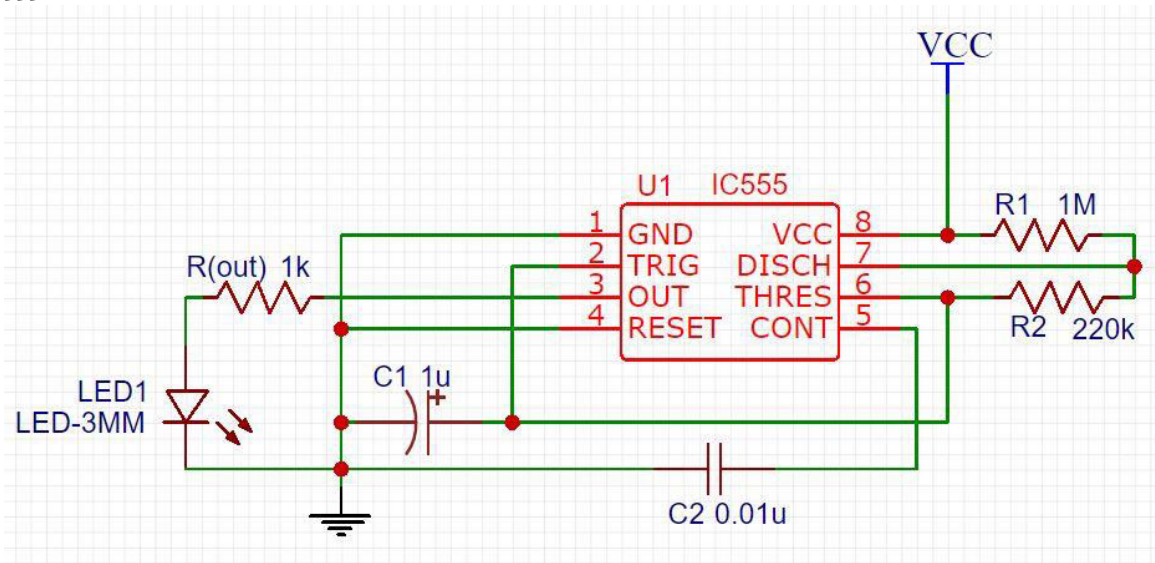 VCC
U1 IC555
R1 1M
1 GND VCC 8
2 TRIG DISCH 7
R(out) 1k
3 OUT THRES 6
4 RESET CONT 5
R2 220k
C1 1u
+
LED1
LED-3MM
C2 0.01u